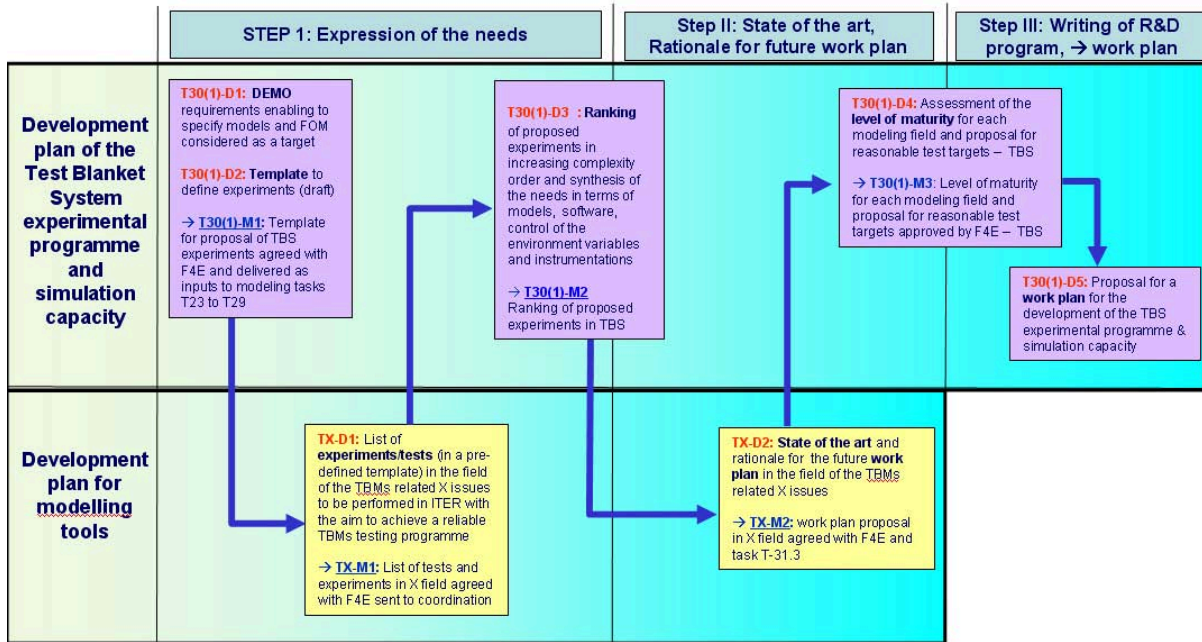 STEP 1: Expression of the needs
Step II: State of the art,
Rationale for future work plan
Step III: Writing of R&D
program, → work plan
Development
plan of the
Test Blanket
System
experimental
programme
and
simulation
capacity
T30(1)-D1: DEMO
requirements enabling to
specify models and FOM
considered as a target
T30(1)-D2: Template to
define experiments (draft)
→ T30(1)-M1: Template
for proposal of TBS
experiments agreed with
F4E and delivered as
inputs to modeling tasks
T23 to T29
T30(1)-D3 : Ranking
of proposed
experiments in
increasing complexity
order and synthesis of
the needs in terms of
models, software,
control of the
environment variables
and instrumentations
→ T30(1)-M2
Ranking of proposed
experiments in TBS
T30(1)-D4: Assessment of the
level of maturity for each
modeling field and proposal for
reasonable test targets – TBS
→ T30(1)-M3: Level of maturity
for each modeling field and
proposal for reasonable test
targets approved by F4E – TBS
T30(1)-D5: Proposal for a
work plan for the
development of the TBS
experimental programme &
simulation capacity
Development
plan for
modelling
tools
TX-D1: List of
experiments/tests (in a pre-
defined template) in the field
of the TBMs related X issues
to be performed in ITER with
the aim to achieve a reliable
TBMs testing programme
→ TX-M1: List of tests and
experiments in X field agreed
with F4E sent to coordination
TX-D2: State of the art and
rationale for the future work
plan in the field of the TBMs
related X issues
→ TX-M2: work plan proposal
in X field agreed with F4E and
task T-31.3